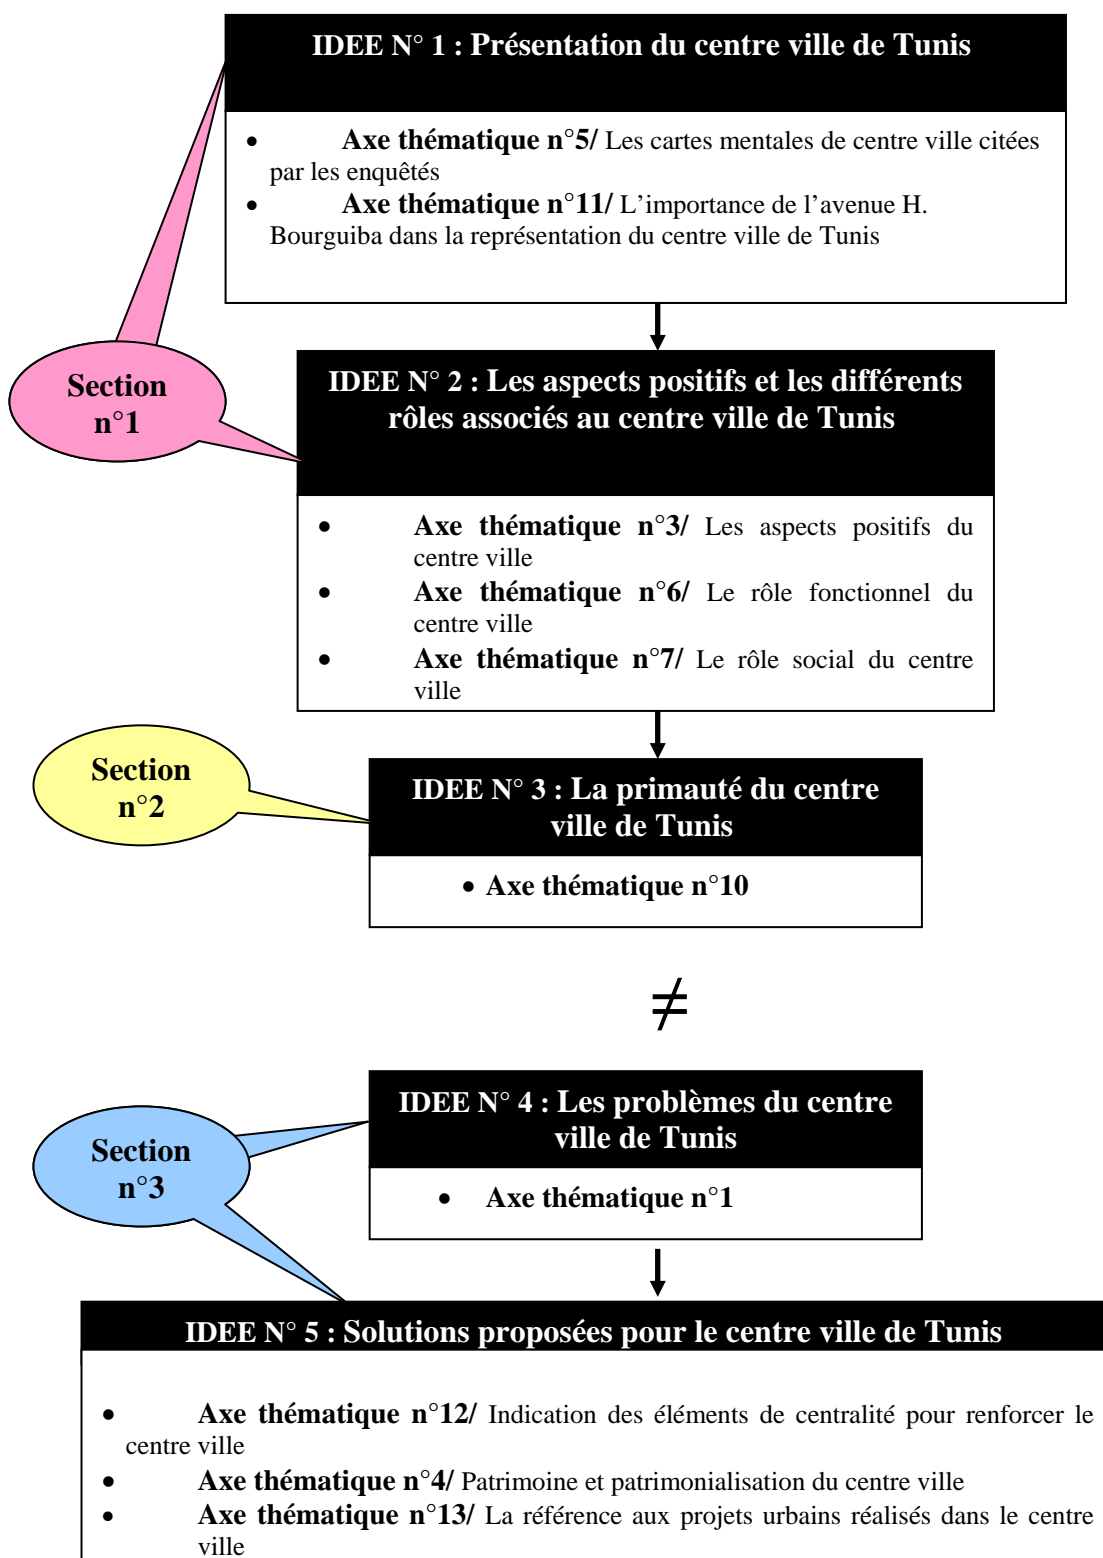 IDEE N° 1 : Présentation du centre ville de Tunis
• Axe thématique n°5/ Les cartes mentales de centre ville citées
par les enquêtés
• Axe thématique n°11/ L'importance de l'avenue H.
Bourguiba dans la représentation du centre ville de Tunis
Section
n°1
IDEE N° 2 : Les aspects positifs et les différents
rôles associés au centre ville de Tunis
• Axe thématique n°3/ Les aspects positifs du
centre ville
• Axe thématique n°6/ Le rôle fonctionnel du
centre ville
• Axe thématique n°7/ Le rôle social du centre
ville
Section
n°2
IDEE N° 3 : La primauté du centre
ville de Tunis
• Axe thématique n°10
≠
IDEE N° 4 : Les problèmes du centre
ville de Tunis
Section
n°3
• Axe thématique n°1
IDEE N° 5 : Solutions proposées pour le centre ville de Tunis
• Axe thématique n°12/ Indication des éléments de centralité pour renforcer le
centre ville
• Axe thématique n°4/ Patrimoine et patrimonialisation du centre ville
• Axe thématique n°13/ La référence aux projets urbains réalisés dans le centre
ville